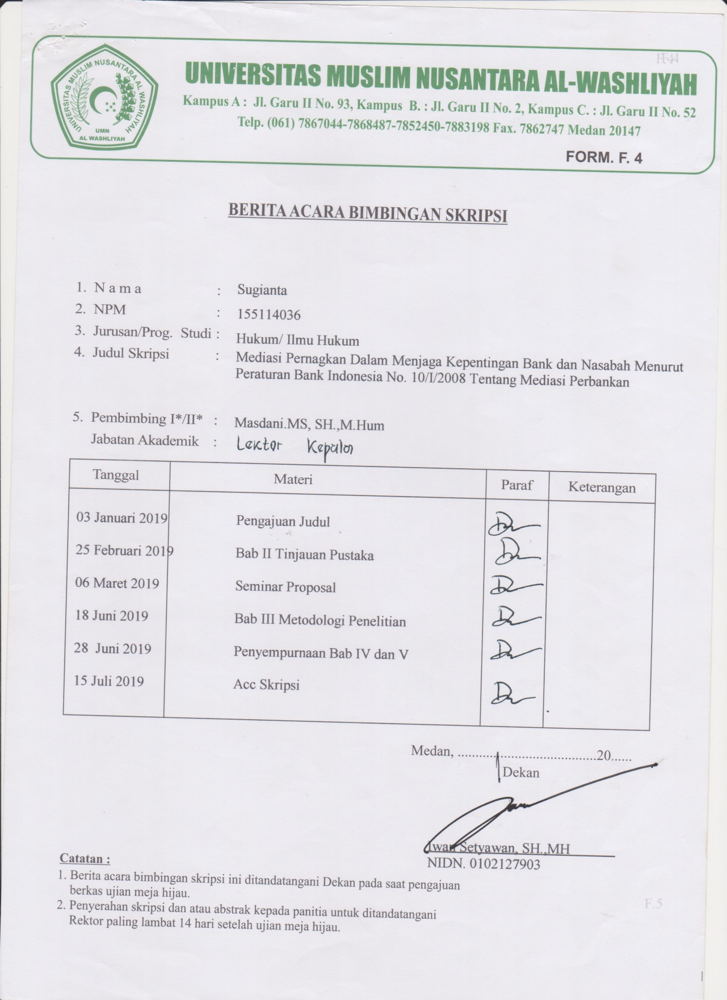 FF44
UNIVERSITAS MUSLIM NUSANTARA AL WASHLIYAH
UMN
AL WASHLIYAH
UNIVERSITAS MUSLIM NUSANTARA AL-WASHLIYAH
Kampus A : Jl. Garu II No. 93, Kampus B. : Jl. Garu II No. 2, Kampus C. : Jl. Garu II No. 52
Telp. (061) 7867044-7868487-7852450-7883198 Fax. 7862747 Medan 20147
FORM. F. 4
BERITA ACARA BIMBINGAN SKRIPSI
1. N a m a : Sugianta
2. NPM : 155114036
3. Jurusan/Prog. Studi : Hukum/ Ilmu Hukum
4. Judul Skripsi : Mediasi Pernagkan Dalam Menjaga Kepentingan Bank dan Nasabah Menurut
Peraturan Bank Indonesia No. 10/I/2008 Tentang Mediasi Perbankan
5. Pembimbing I*/II* : Masdani.MS, SH.,M.Hum
Jabatan Akademik : Lektor Kepala
Tanggal Materi Paraf Keterangan
03 Januari 2019 Pengajuan Judul
25 Februari 2019 Bab II Tinjauan Pustaka
06 Maret 2019 Seminar Proposal
18 Juni 2019 Bab III Metodologi Penelitian
28 Juni 2019 Penyempurnaan Bab IV dan V
15 Juli 2019 Acc Skripsi
Medan, .......................................20......
Dekan
Iwan Setyawan, SH.,MH
NIDN. 0102127903
Catatan :
1. Berita acara bimbingan skripsi ini ditandatangani Dekan pada saat pengajuan
berkas ujian meja hijau.
2. Penyerahan skripsi dan atau abstrak kepada panitia untuk ditandatangani
Rektor paling lambat 14 hari setelah ujian meja hijau.
F.5